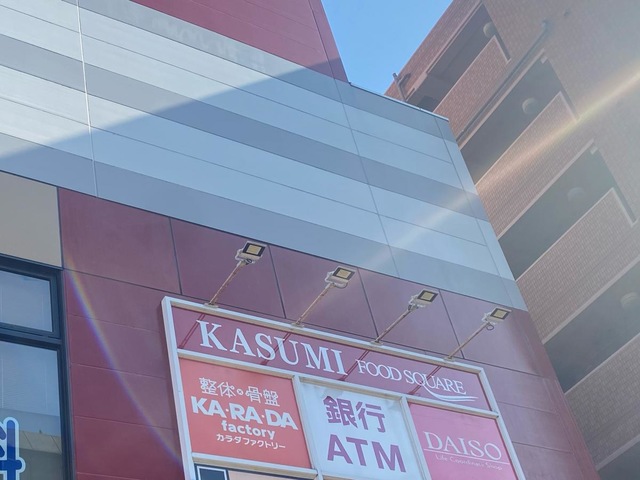 KASUMI FOOD SQUARE
整体・骨盤
KA・RA・DA
factory
カラダファクトリー
銀行
ATM
DAISO